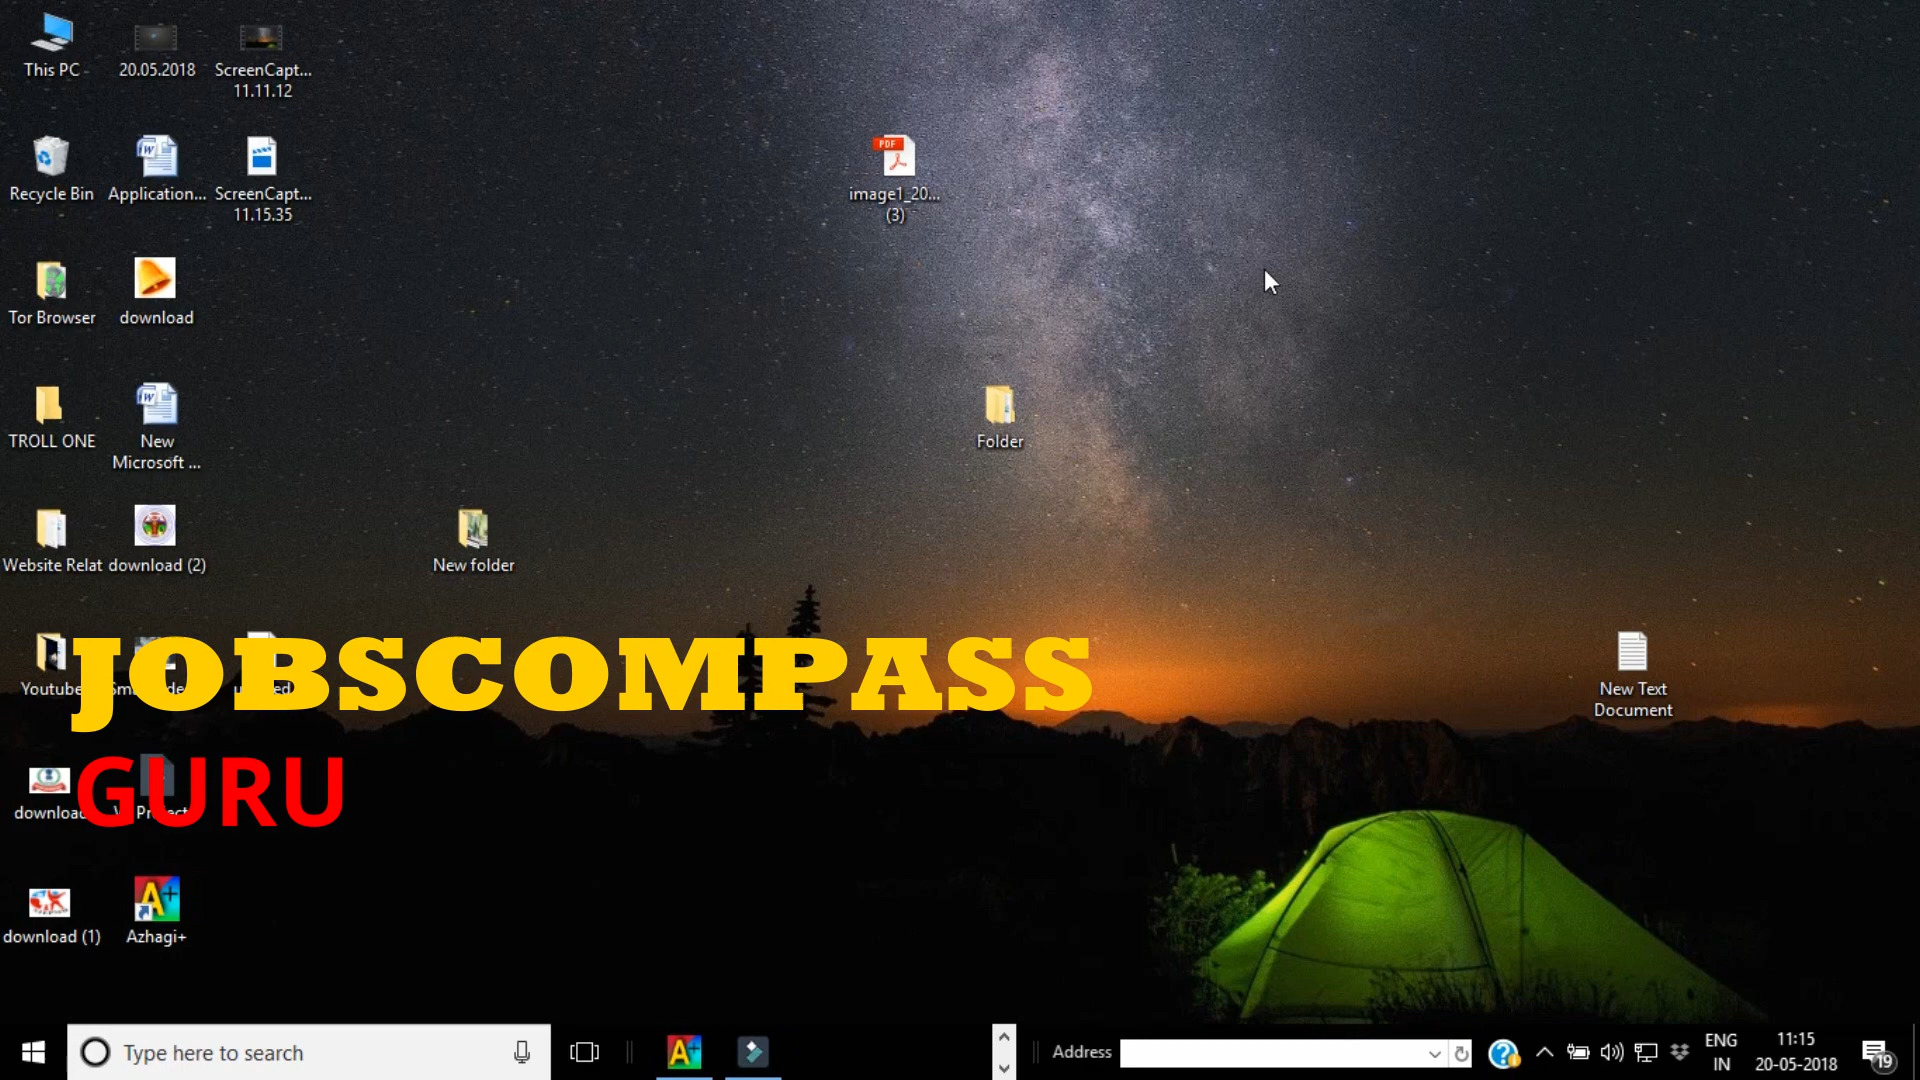 This PC
20.05.2018
ScreenCapt...
11.11.12
Recycle Bin
Application...
ScreenCapt...
11.15.35
PDF
image1_20...
(3)
Tor Browser
download
TROLL ONE
New
Microsoft ...
Folder
Website Relat
download (2)
New folder
Youtube
JOBSCOMPASS
New Text
Document
GURU
download (1)
Azhagi+
Type here to search
Address
ENG
IN
11:15
20-05-2018
19